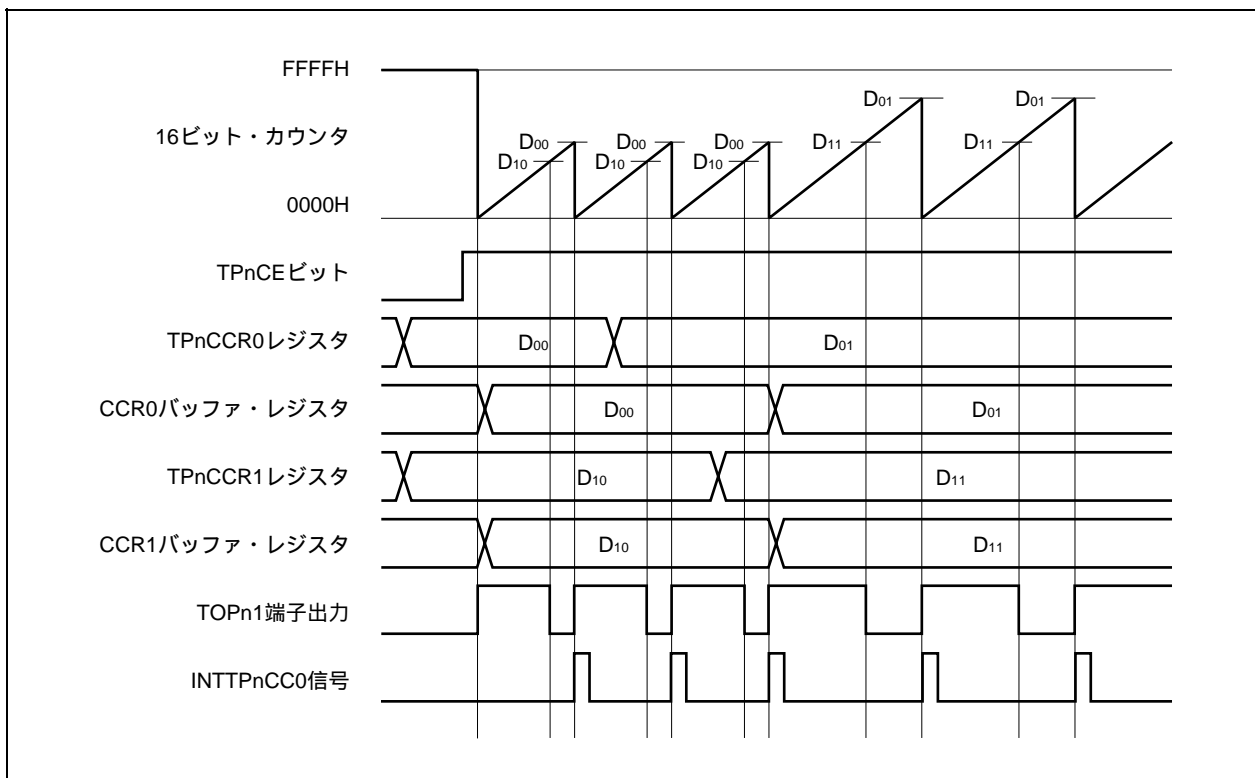 FFFFH
D01 D01
16ビット・カウンタ
D00 D00 D00 D11 D11
D10 D10 D10
0000H
TPnCEビット
TPnCCR0レジスタ D00 D01
CCR0バッファ・レジスタ D00 D01
TPnCCR1レジスタ D10 D11
CCR1バッファ・レジスタ D10 D11
TOPn1端子出力
INTTPnCC0信号